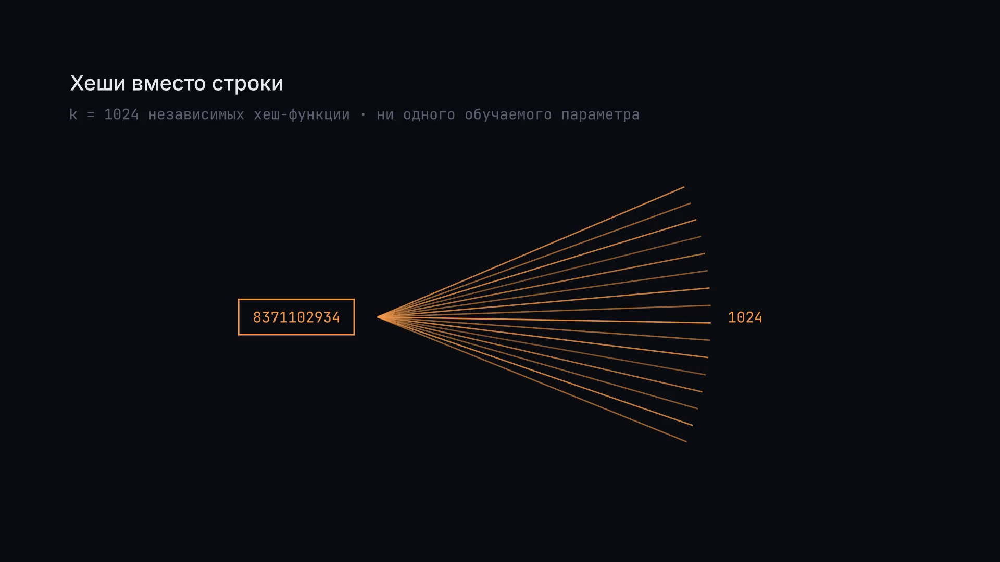 Хеши вместо строки
k = 1024 независимых хеш-функции · ни одного обучаемого параметра
8371102934
1024